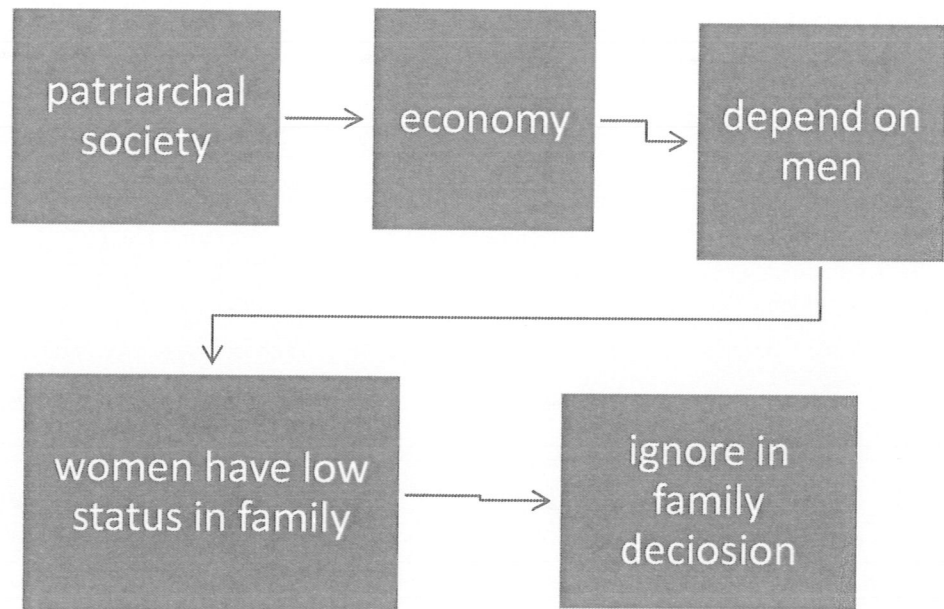 patriarchal
society
economy
depend on
men
women have low
status in family
ignore in
family
deciosion